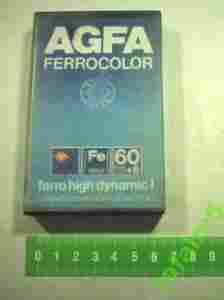 AGFA
FERROCOLOR
Fe 60
ferro high dynamic I
0 1 2 3 4 5 6 7 8 9